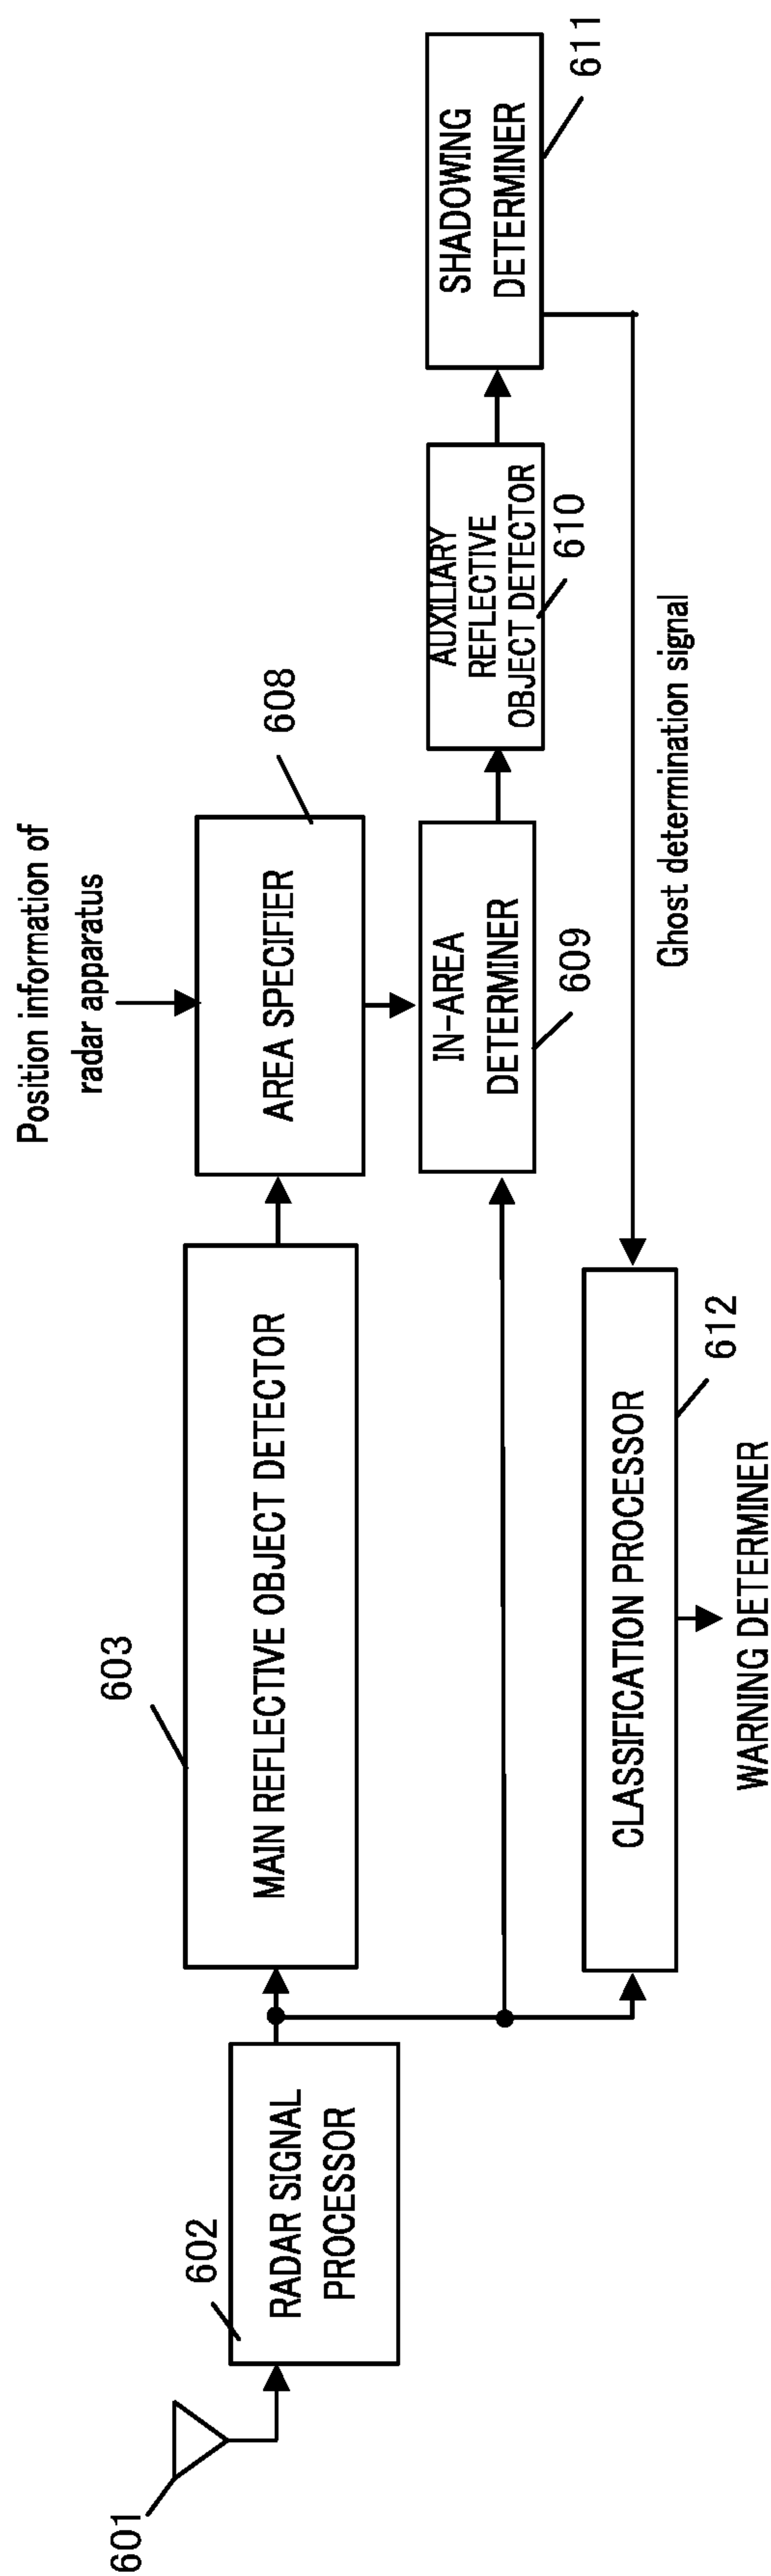 601
602
RADAR SIGNAL
PROCESSOR
603
MAIN REFLECTIVE OBJECT DETECTOR
Position information of
radar apparatus
608
AREA SPECIFIER
IN-AREA
DETERMINER
609
AUXILIARY
REFLECTIVE
OBJECT DETECTOR
610
SHADOWING
DETERMINER
611
Ghost determination signal
CLASSIFICATION PROCESSOR
612
WARNING DETERMINER